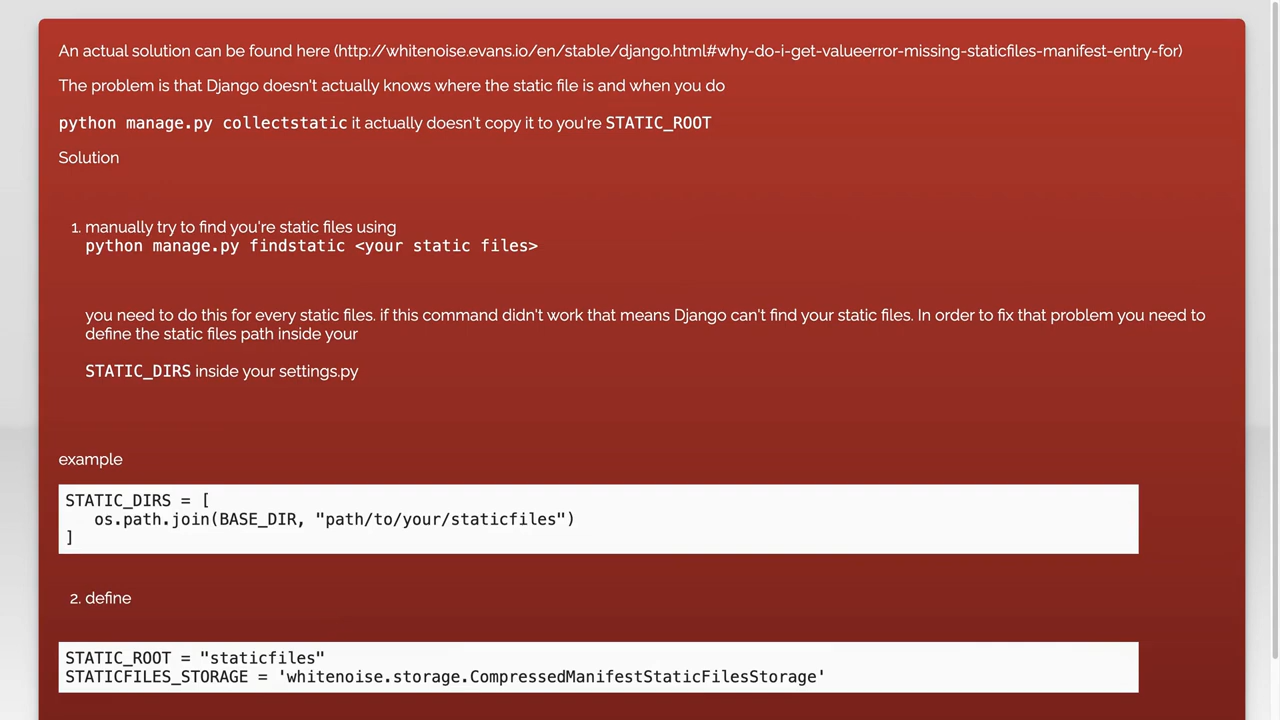 An actual solution can be found here (http://whitenoise.evans.io/en/stable/django.html#why-do-i-get-valueerror-missing-staticfiles-manifest-entry-for)
The problem is that Django doesn't actually knows where the static file is and when you do
python manage.py collectstatic it actually doesn't copy it to you're STATIC_ROOT
Solution
1. manually try to find you're static files using
python manage.py findstatic <your static files>
you need to do this for every static files. if this command didn't work that means Django can't find your static files. In order to fix that problem you need to
define the static files path inside your
STATIC_DIRS inside your settings.py
example
STATIC_DIRS = [
   os.path.join(BASE_DIR, "path/to/your/staticfiles")
]
2. define
STATIC_ROOT = "staticfiles"
STATICFILES_STORAGE = 'whitenoise.storage.CompressedManifestStaticFilesStorage'